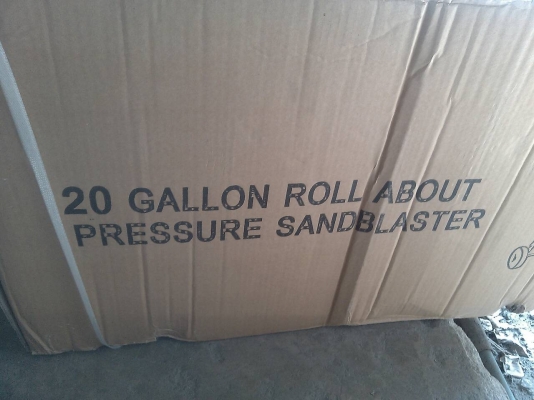 20 GALLON ROLL ABOUT
PRESSURE SANDBLASTER